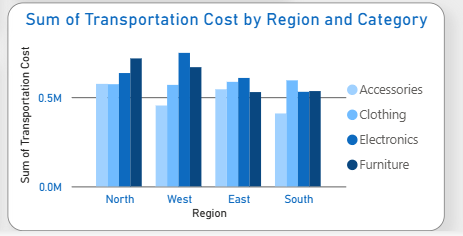 Sum of Transportation Cost by Region and Category
Sum of Transportation Cost
0.5M
0.0M
North West East South
Region
Accessories
Clothing
Electronics
Furniture